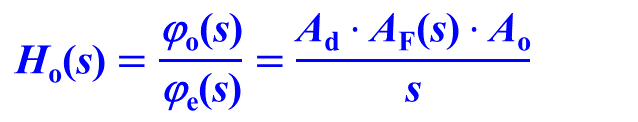 H_o(s) = φ_o(s) / φ_e(s) = A_d · A_F(s) · A_o / s